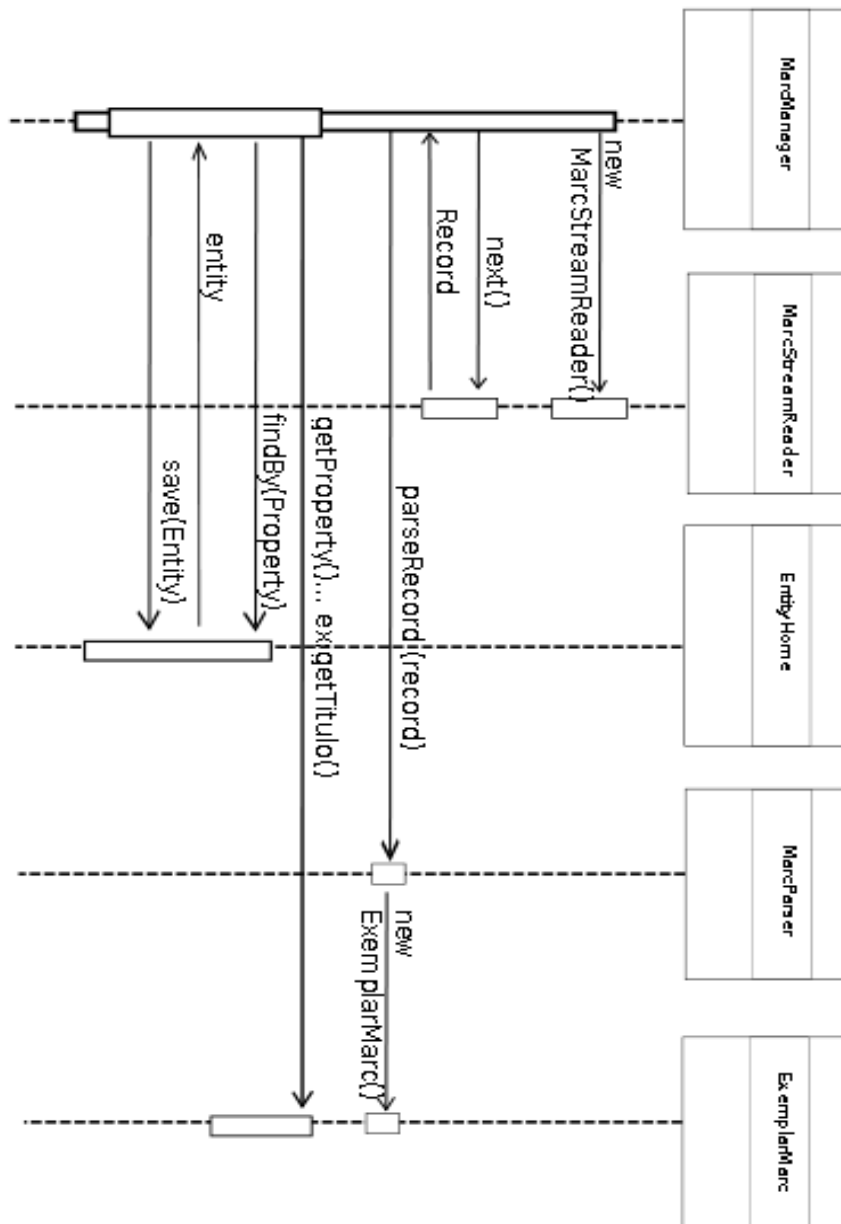 MardManager
MarcStreamReader
EntityHome
MarcParser
ExemplarMarc
new
MarcStreamReader()
next()
Record
parseRecord (record)
new
ExemplarMarc()
getProperty()... ex:getTitulo()
findBy(Property)
entity
save(Entity)